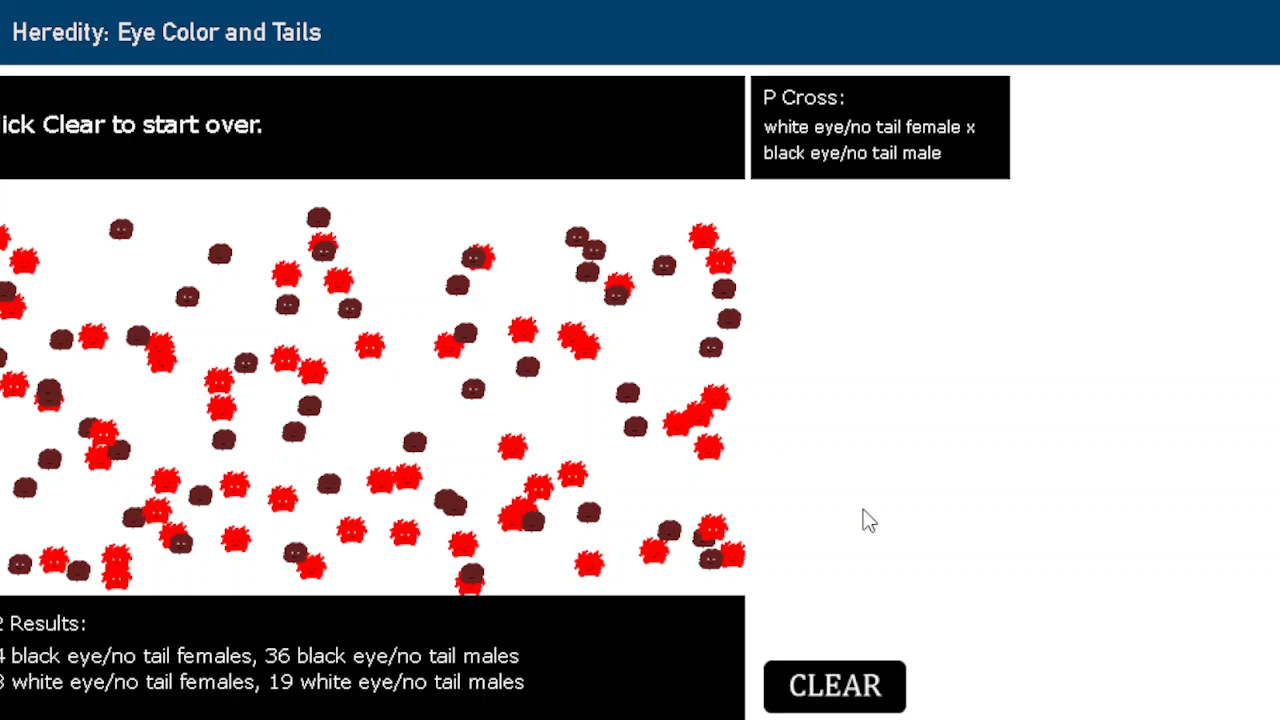 Heredity: Eye Color and Tails
ick Clear to start over.
P Cross:
white eye/no tail female x
black eye/no tail male
2 Results:
4 black eye/no tail females, 36 black eye/no tail males
8 white eye/no tail females, 19 white eye/no tail males
CLEAR